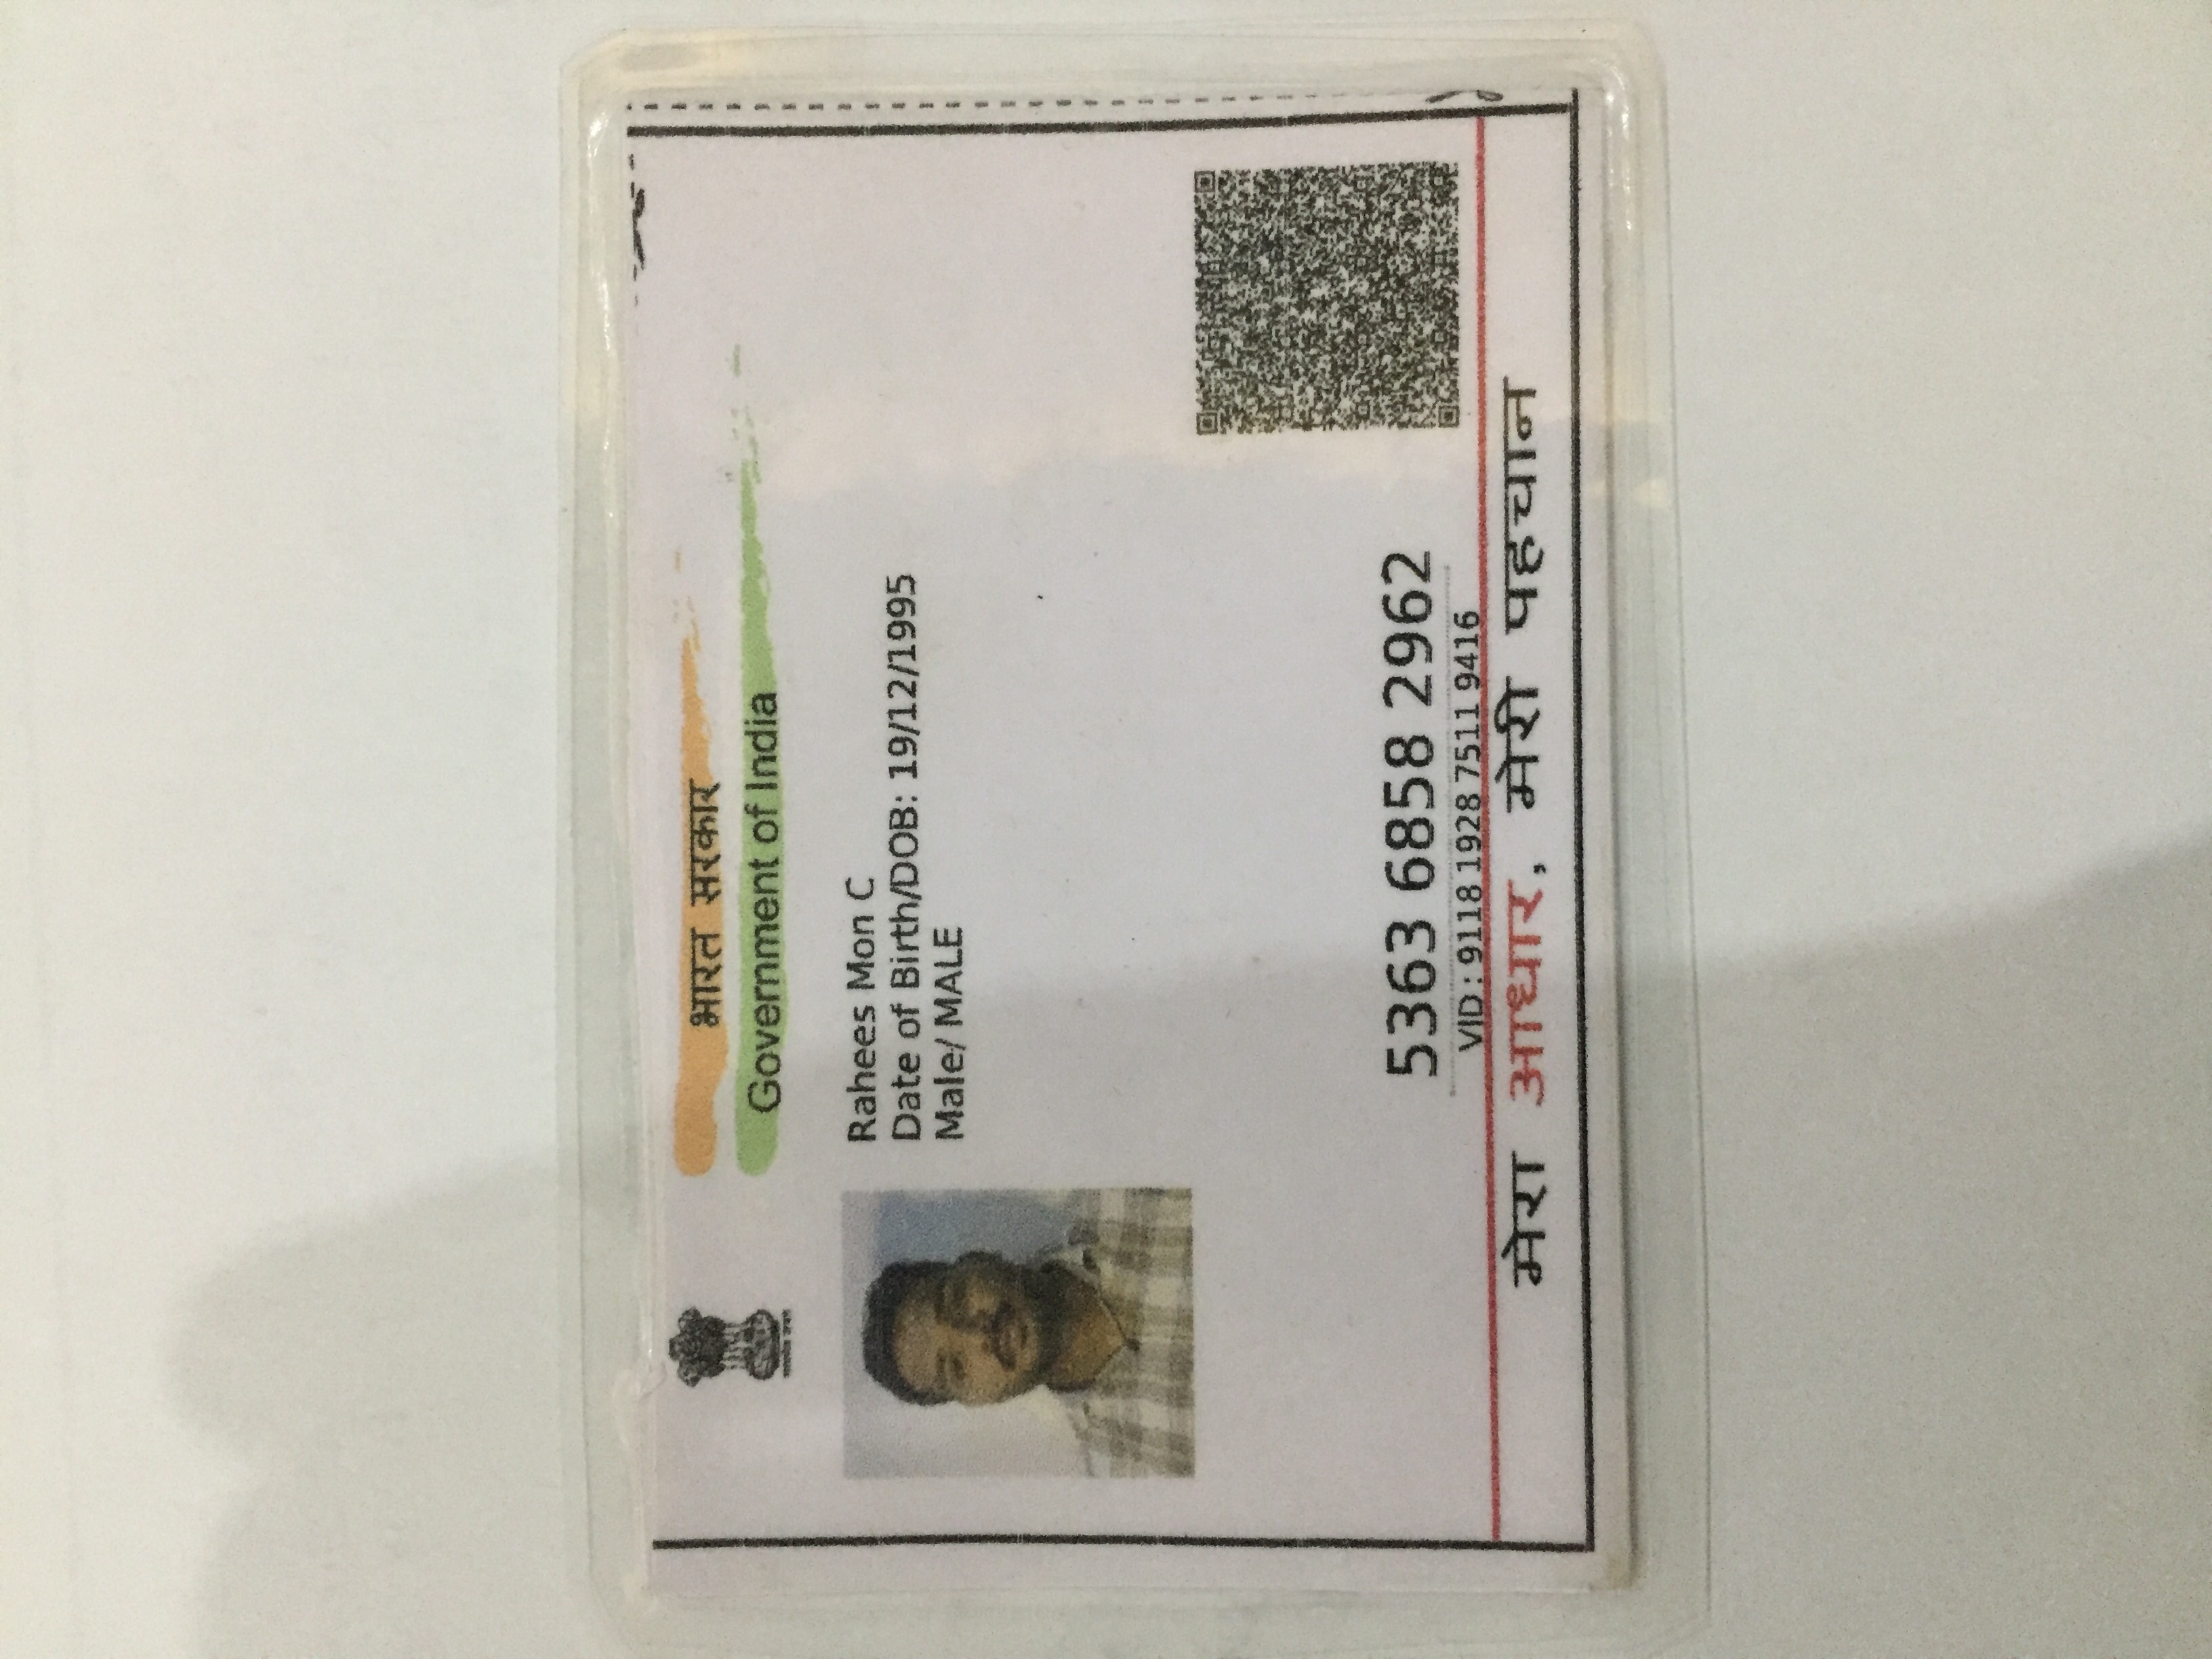 भारत सरकार
Government of India
Rahees Mon C
Date of Birth/DOB: 19/12/1995
Male/ MALE
5363 6858 2962
VID : 9118 1928 7511 9416
मेरा आधार, मेरी पहचान